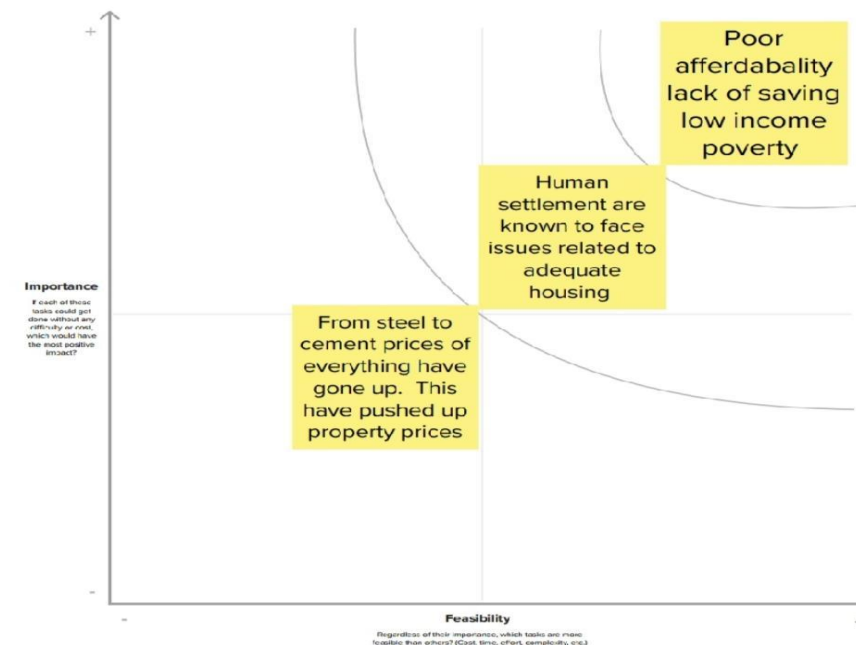 +
Poor
afferdabality
lack of saving
low income
poverty
Human
settlement are
known to face
issues related to
adequate
housing
Importance
If each of these
tasks could get
done without any
difficulty or cost,
which would have
the most positive
impact?
From steel to
cement prices of
everything have
gone up. This
have pushed up
property prices
-
-
Feasibility
Regardless of their importance, which tasks are more
feasible than others? (Cost, time, effort, complexity, etc.)